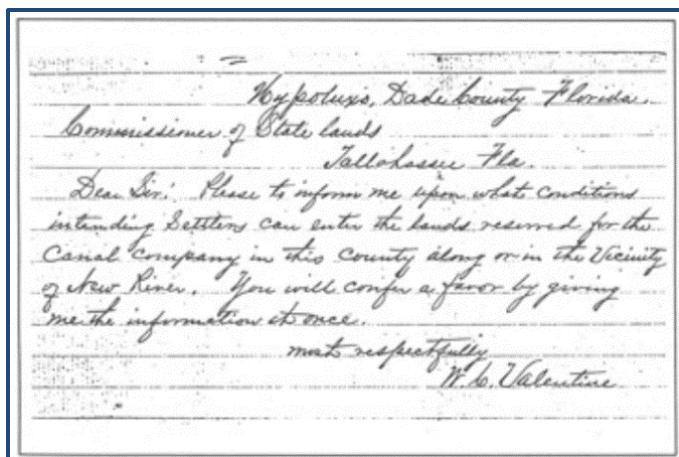 Hypoluxo, Dade County Florida.
Commissioner of State lands
Tallahassee Fla.
Dear Sir: Please to inform me upon what conditions
intending Settlers can enter the lands reserved for the
Canal company in this county along or in the Vicinity
of New River. You will confer a favor by giving
me the information at once.
most respectfully
W. C. Valentine